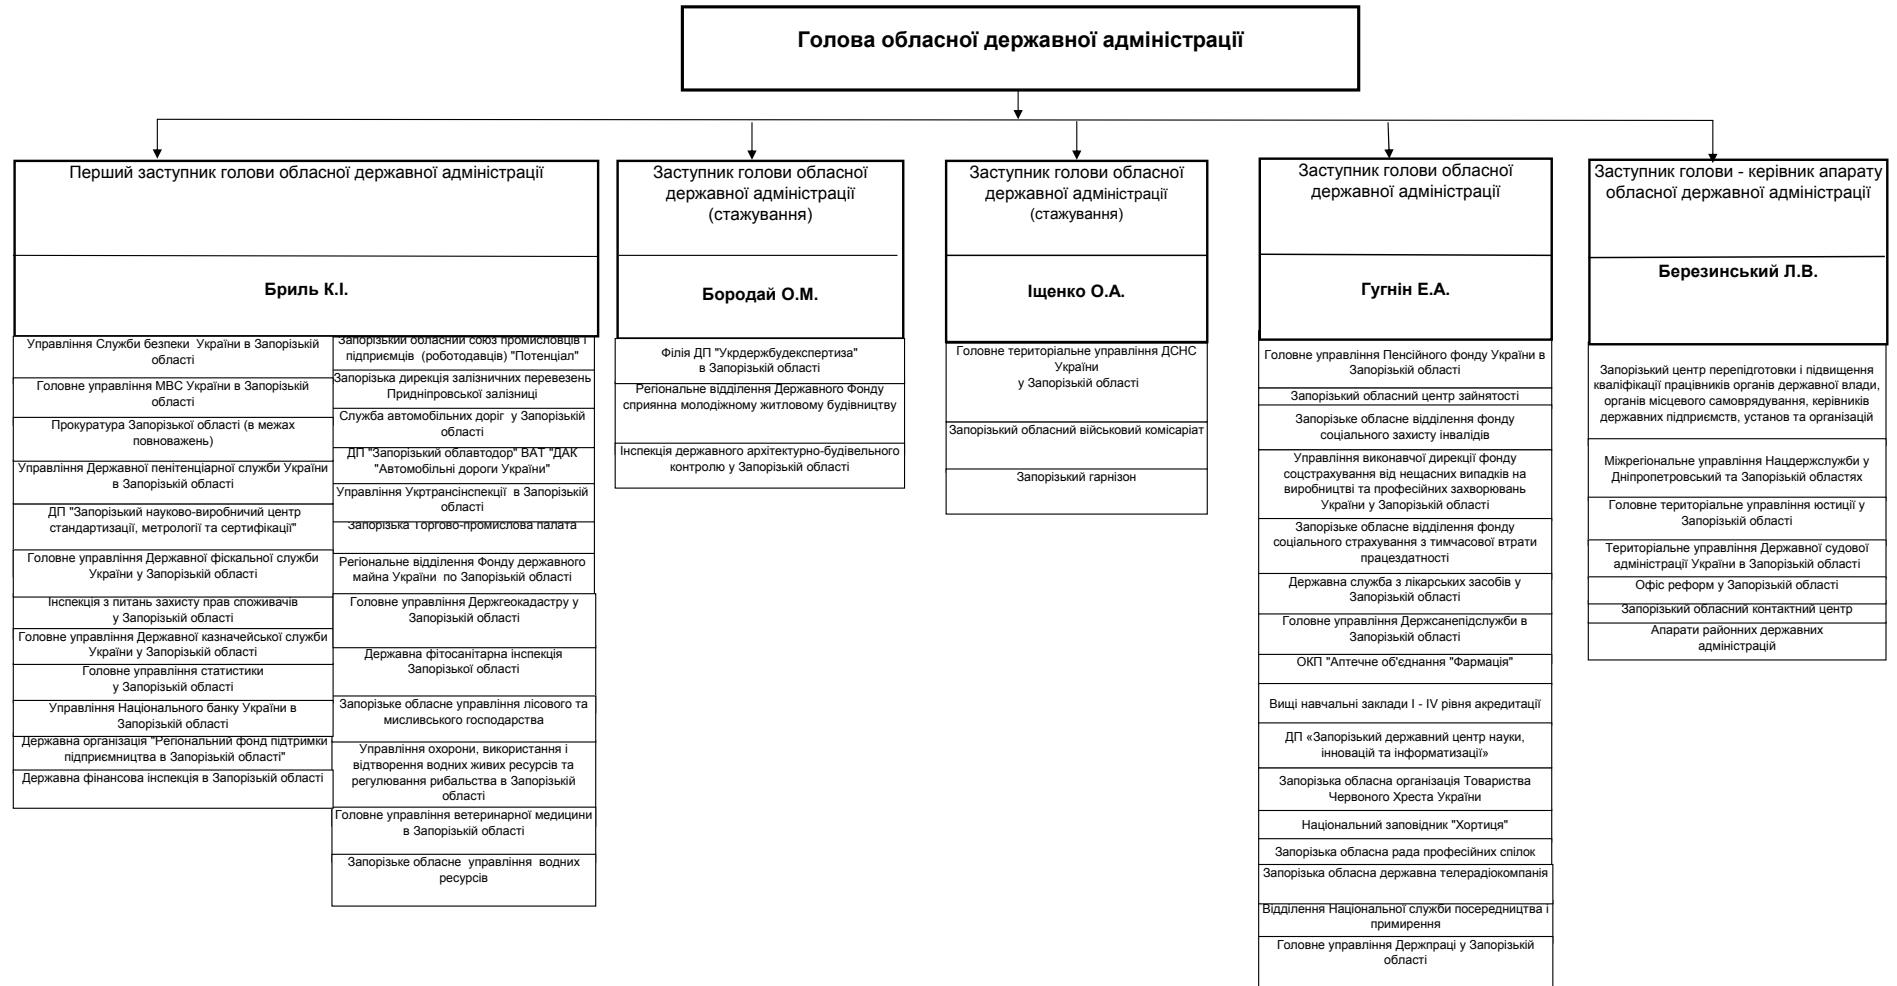 Голова обласної державної адміністрації
Перший заступник голови обласної державної адміністрації
Бриль К.І.
Управління Служби безпеки України в Запорізькій
області
Головне управління МВС України в Запорізькій
області
Прокуратура Запорізької області (в межах
повноважень)
Управління Державної пенітенціарної служби України
в Запорізькій області
ДП "Запорізький науково-виробничий центр
стандартизації, метрології та сертифікації"
Головне управління Державної фіскальної служби
України у Запорізькій області
Інспекція з питань захисту прав споживачів
у Запорізькій області
Головне управління Державної казначейської служби
України у Запорізькій області
Головне управління статистики
у Запорізькій області
Управління Національного банку України в
Запорізькій області
Державна організація "Регіональний фонд підтримки
підприємництва в Запорізькій області"
Державна фінансова інспекція в Запорізькій області
Запорізький обласний союз промисловців і
підприємців (роботодавців) "Потенціал"
Запорізька дирекція залізничних перевезень
Придніпровської залізниці
Служба автомобільних доріг у Запорізькій
області
ДП "Запорізький облавтодор" ВАТ "ДАК
"Автомобільні дороги України"
Управління Укртрансінспекції в Запорізькій
області
Запорізька Торгово-промислова палата
Регіональне відділення Фонду державного
майна України по Запорізькій області
Головне управління Держгеокадастру у
Запорізькій області
Державна фітосанітарна інспекція
Запорізької області
Запорізьке обласне управління лісового та
мисливського господарства
Управління охорони, використання і
відтворення водних живих ресурсів та
регулювання рибальства в Запорізькій
області
Головне управління ветеринарної медицини
в Запорізькій області
Запорізьке обласне управління водних
ресурсів
Заступник голови обласної
державної адміністрації
(стажування)
Бородай О.М.
Філія ДП "Укрдержбудекспертиза"
в Запорізькій області
Регіональне відділення Державного Фонду
сприянна молодіжному житловому будівництву
Інспекція державного архітектурно-будівельного
контролю у Запорізькій області
Заступник голови обласної
державної адміністрації
(стажування)
Іщенко О.А.
Головне територіальне управління ДСНС
України
у Запорізькій області
Запорізький обласний військовий комісаріат
Запорізький гарнізон
Заступник голови обласної
державної адміністрації
Гугнін Е.А.
Головне управління Пенсійного фонду України в
Запорізькій області
Запорізький обласний центр зайнятості
Запорізьке обласне відділення фонду
соціального захисту інвалідів
Управління виконавчої дирекції фонду
соцстрахування від нещасних випадків на
виробництві та професійних захворювань
України у Запорізькій області
Запорізьке обласне відділення фонду
соціального страхування з тимчасової втрати
працездатності
Державна служба з лікарських засобів у
Запорізькій області
Головне управління Держсанепідслужби в
Запорізькій області
ОКП "Аптечне об'єднання "Фармація"
Вищі навчальні заклади І - IV рівня акредитації
ДП «Запорізький державний центр науки,
інновацій та інформатизації»
Запорізька обласна організація Товариства
Червоного Хреста України
Національний заповідник "Хортиця"
Запорізька обласна рада професійних спілок
Запорізька обласна державна телерадіокомпанія
Відділення Національної служби посередництва і
примирення
Головне управління Держпраці у Запорізькій
області
Заступник голови - керівник апарату
обласної державної адміністрації
Березинський Л.В.
Запорізький центр перепідготовки і підвищення
кваліфікації працівників органів державної влади,
органів місцевого самоврядування, керівників
державних підприємств, установ та організацій
Міжрегіональне управління Нацдержслужби у
Дніпропетровський та Запорізькій областях
Головне територіальне управління юстиції у
Запорізькій області
Територіальне управління Державної судової
адміністрації України в Запорізькій області
Офіс реформ у Запорізькій області
Запорізький обласний контактний центр
Апарати районних державних
адміністрацій